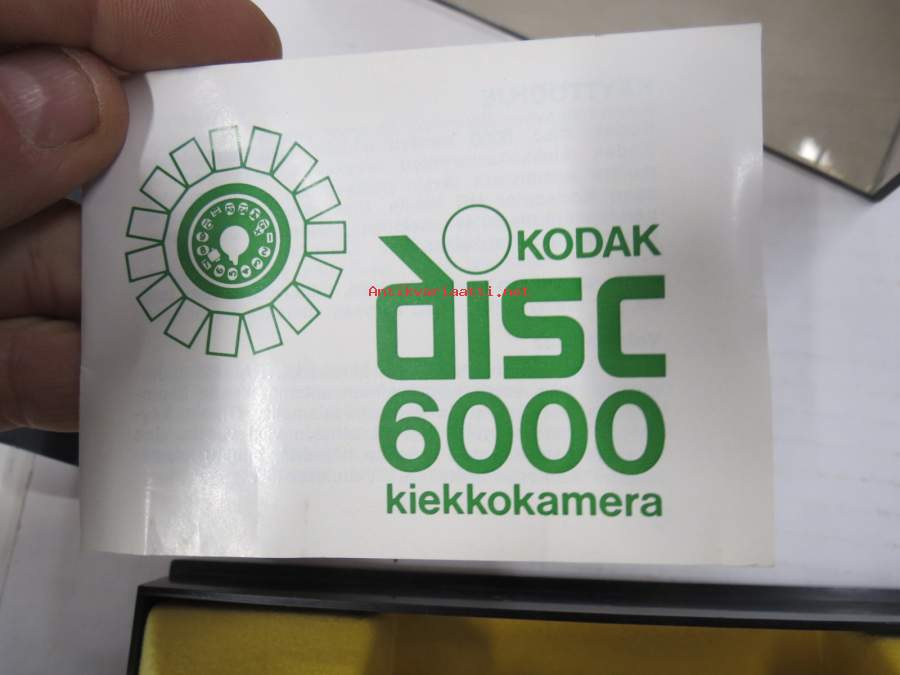 KODAK
disc
6000
kiekkokamera
Antikvariaatti.net